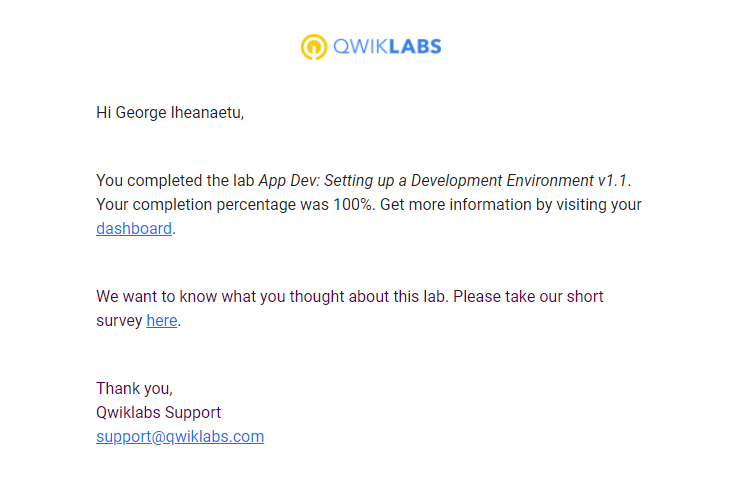 QWIKLABS
Hi George Iheanaetu,
You completed the lab App Dev: Setting up a Development Environment v1.1.
Your completion percentage was 100%. Get more information by visiting your
dashboard.
We want to know what you thought about this lab. Please take our short
survey here.
Thank you,
Qwiklabs Support
support@qwiklabs.com